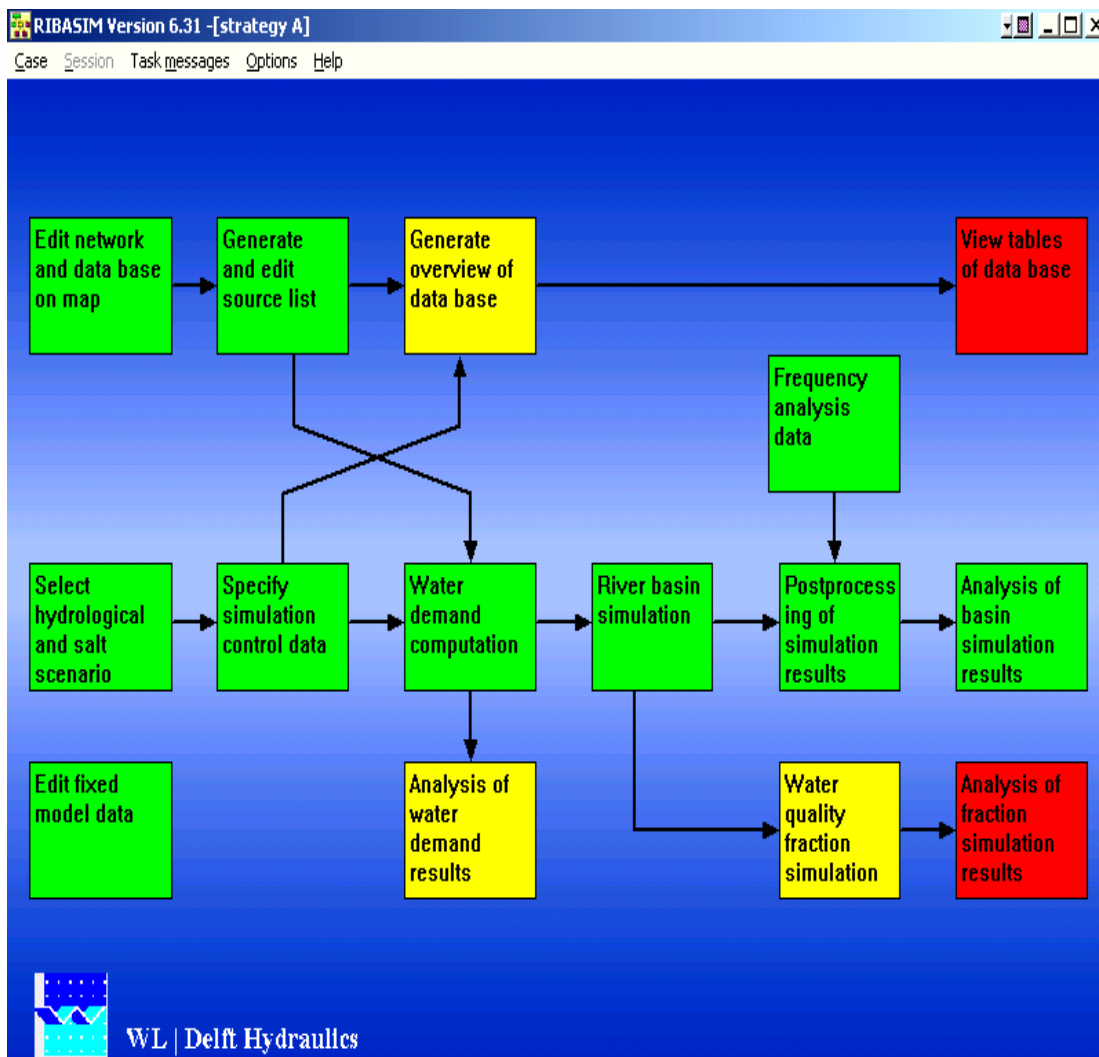 RIBASIM Version 6.31 -[strategy A]
Case Session Task messages Options Help
Edit network
and data base
on map
Generate
and edit
source list
Generate
overview of
data base
View tables
of data base
Frequency
analysis
data
Select
hydrological
and salt
scenario
Specify
simulation
control data
Water
demand
computation
River basin
simulation
Postprocess
ing of
simulation
results
Analysis of
basin
simulation
results
Edit fixed
model data
Analysis of
water
demand
results
Water
quality
fraction
simulation
Analysis of
fraction
simulation
results
WL | Delft Hydraulics